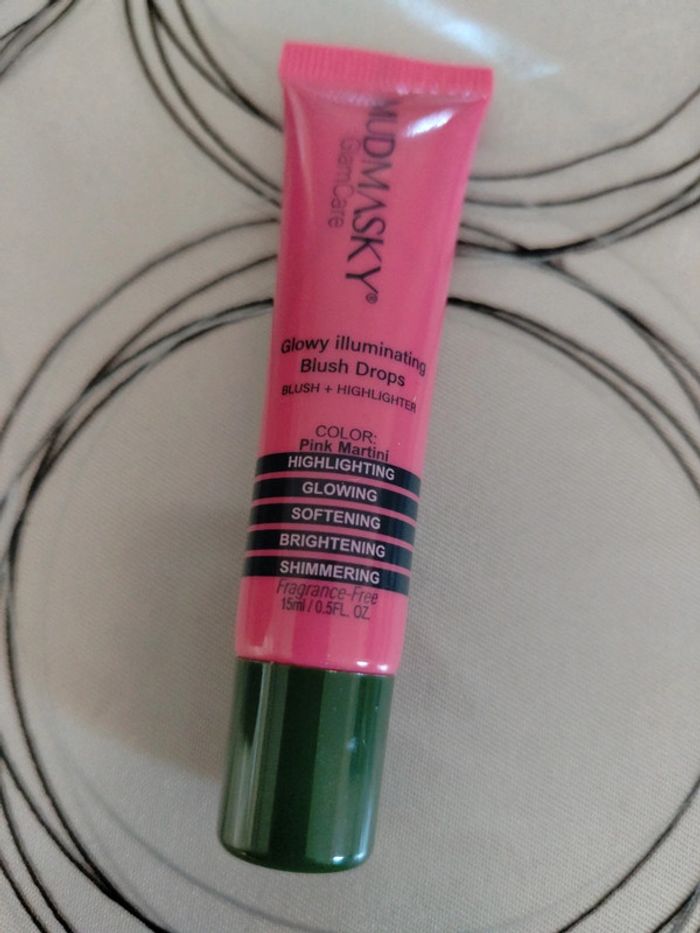 MUDMASKY®
GlamCare
Glowy illuminating
Blush Drops
BLUSH + HIGHLIGHTER
COLOR:
Pink Martini
HIGHLIGHTING
GLOWING
SOFTENING
BRIGHTENING
SHIMMERING
Fragrance-Free
15ml / 0.5FL. OZ.